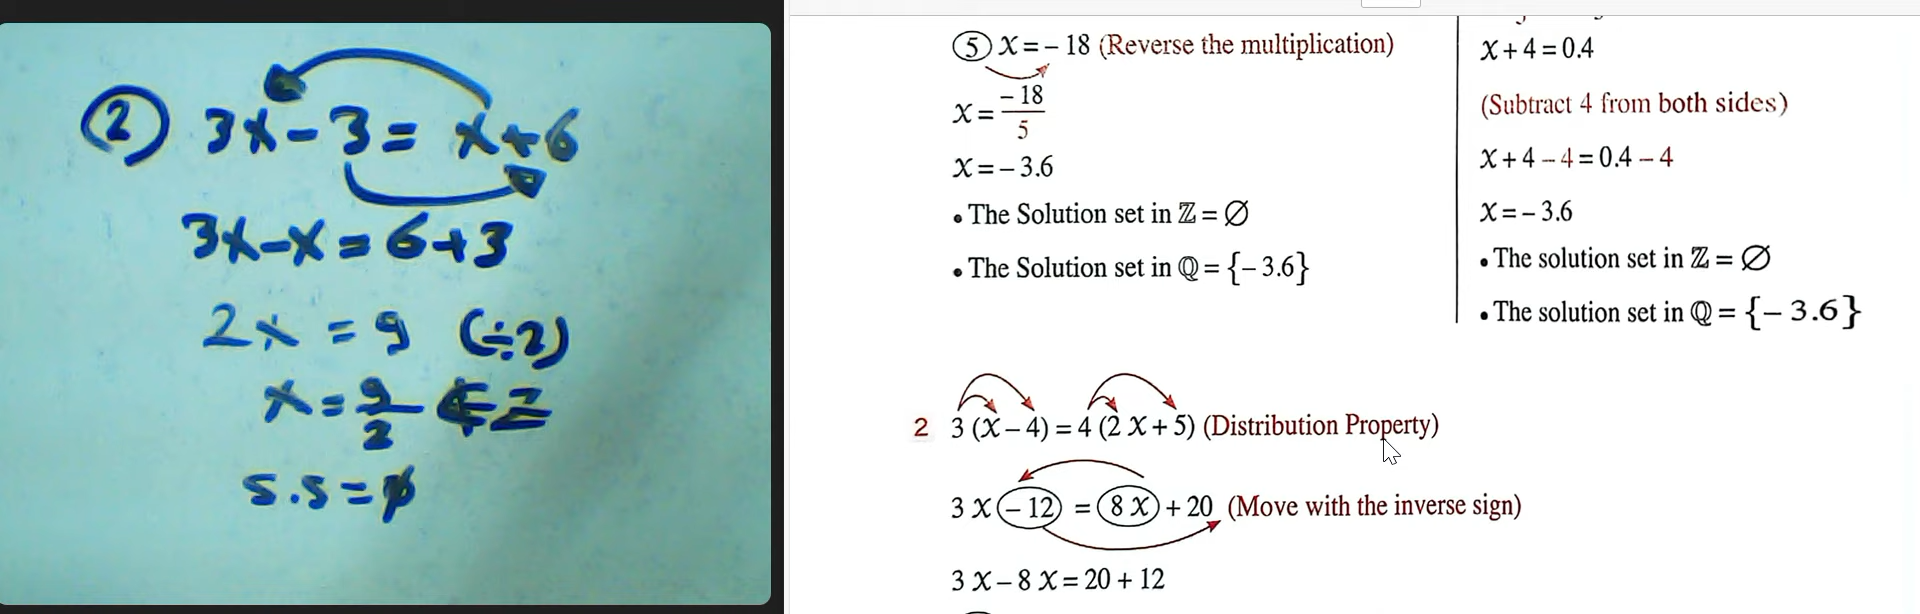 ② 3x - 3 = x + 6
3x - x = 6 + 3
2x = 9 (÷2)
x = 9/2 ∉ Z
S.S = ∅
⑤ x = – 18 (Reverse the multiplication)
x = – 18 / 5
x = – 3.6
• The Solution set in ℤ = ∅
• The Solution set in ℚ = {– 3.6}
x + 4 = 0.4
(Subtract 4 from both sides)
x + 4 – 4 = 0.4 – 4
x = – 3.6
• The solution set in ℤ = ∅
• The solution set in ℚ = {– 3.6}
2 3 (x – 4) = 4 (2 x + 5) (Distribution Property)
3 x – 12 = 8 x + 20 (Move with the inverse sign)
3 x – 8 x = 20 + 12